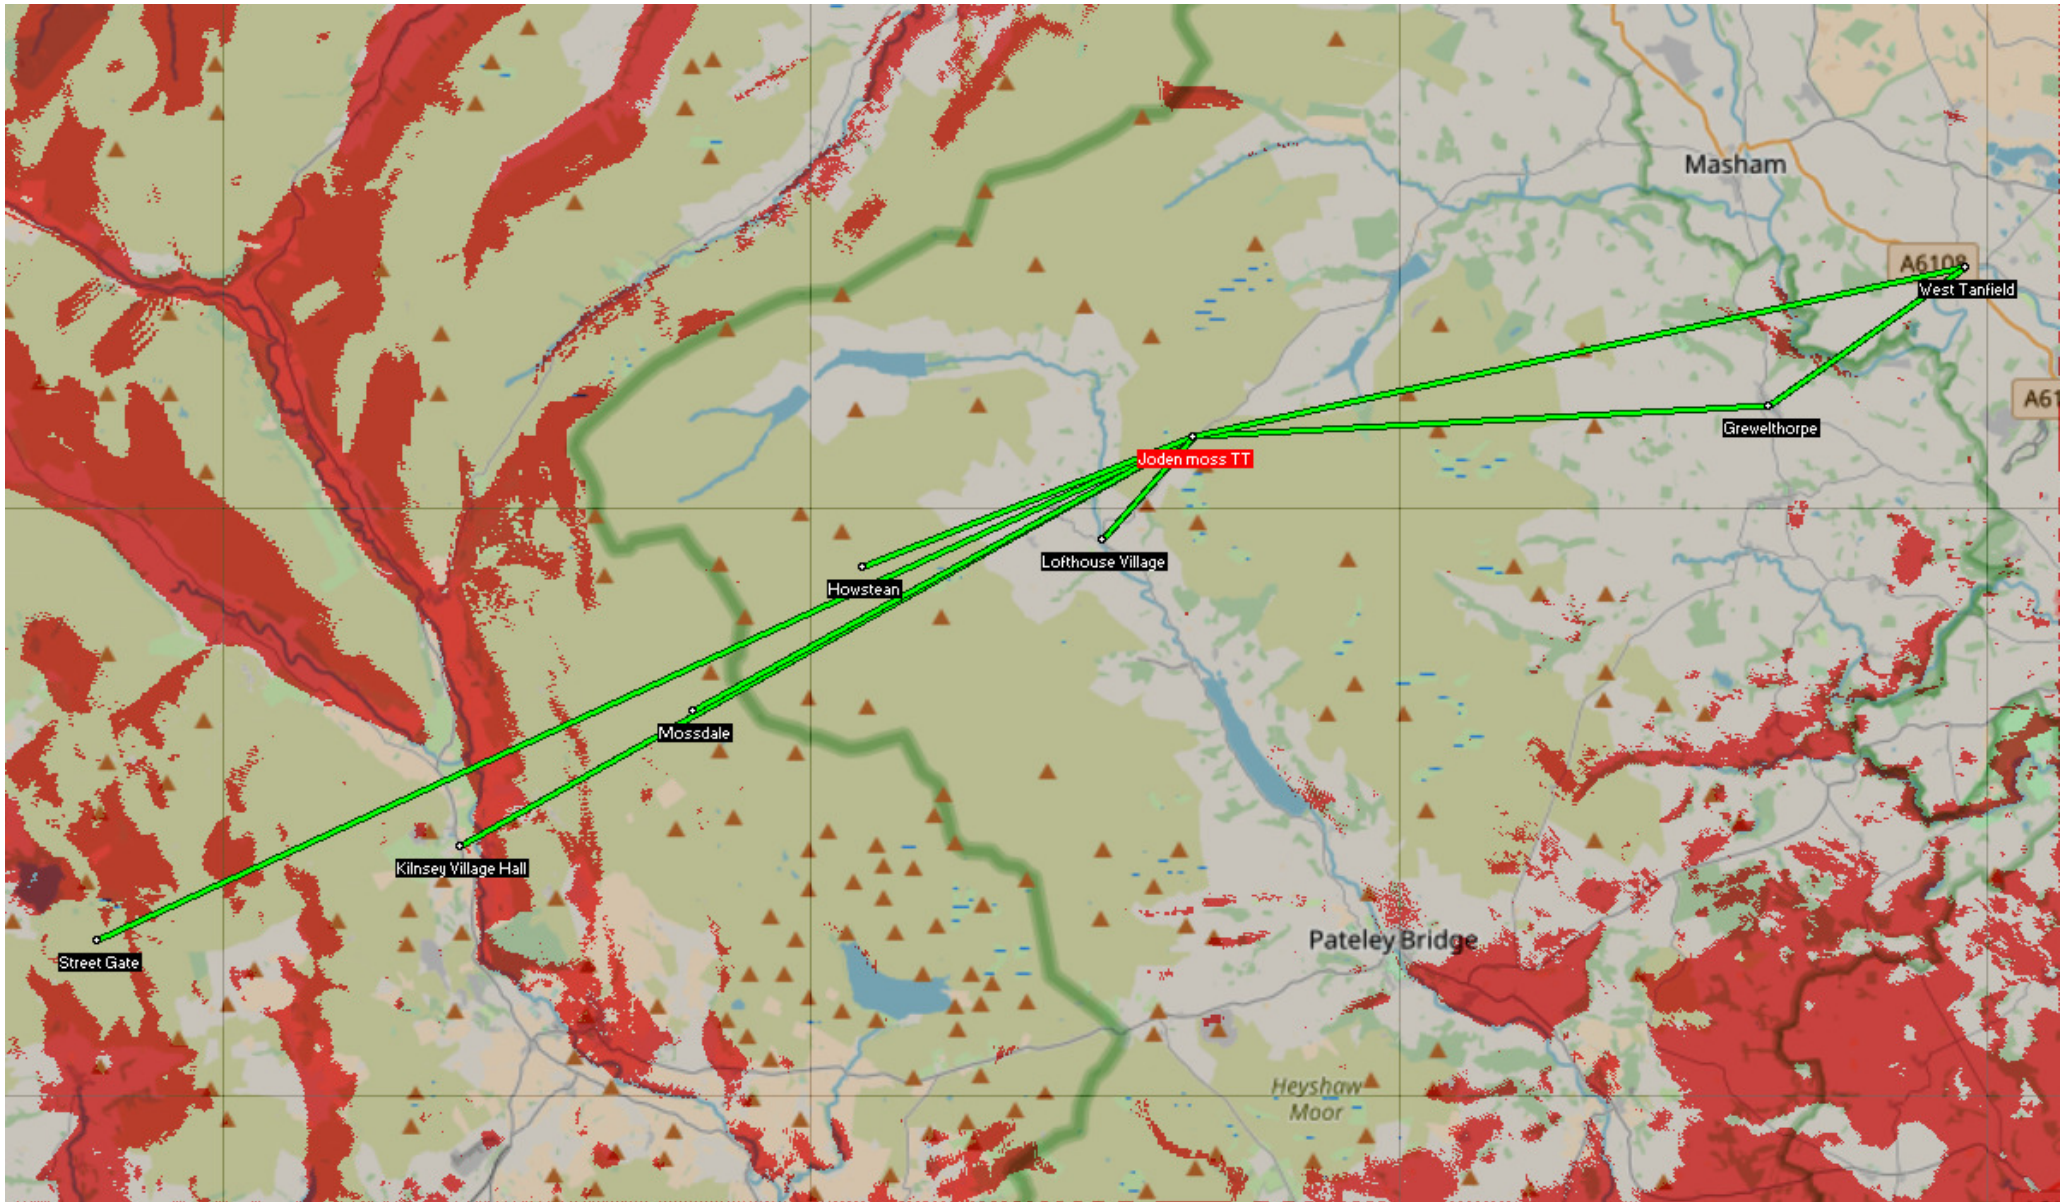 Masham
A6108
West Tanfield
A61
Grewelthorpe
Joden moss TT
Lofthouse Village
Howstean
Mossdale
Kilnsey Village Hall
Street Gate
Pateley Bridge
Heyshaw
Moor